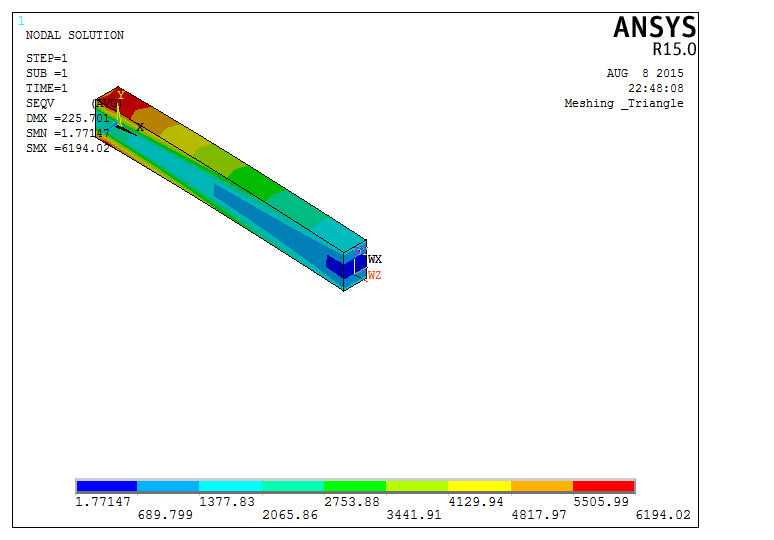 1
NODAL SOLUTION
STEP=1
SUB =1
TIME=1
SEQV (AVG)
DMX =225.701
SMN =1.77147
SMX =6194.02
ANSYS
R15.0
AUG 8 2015
22:48:08
Meshing _Triangle
Y
X
WX
WZ
1.77147 1377.83 2753.88 4129.94 5505.99
689.799 2065.86 3441.91 4817.97 6194.02